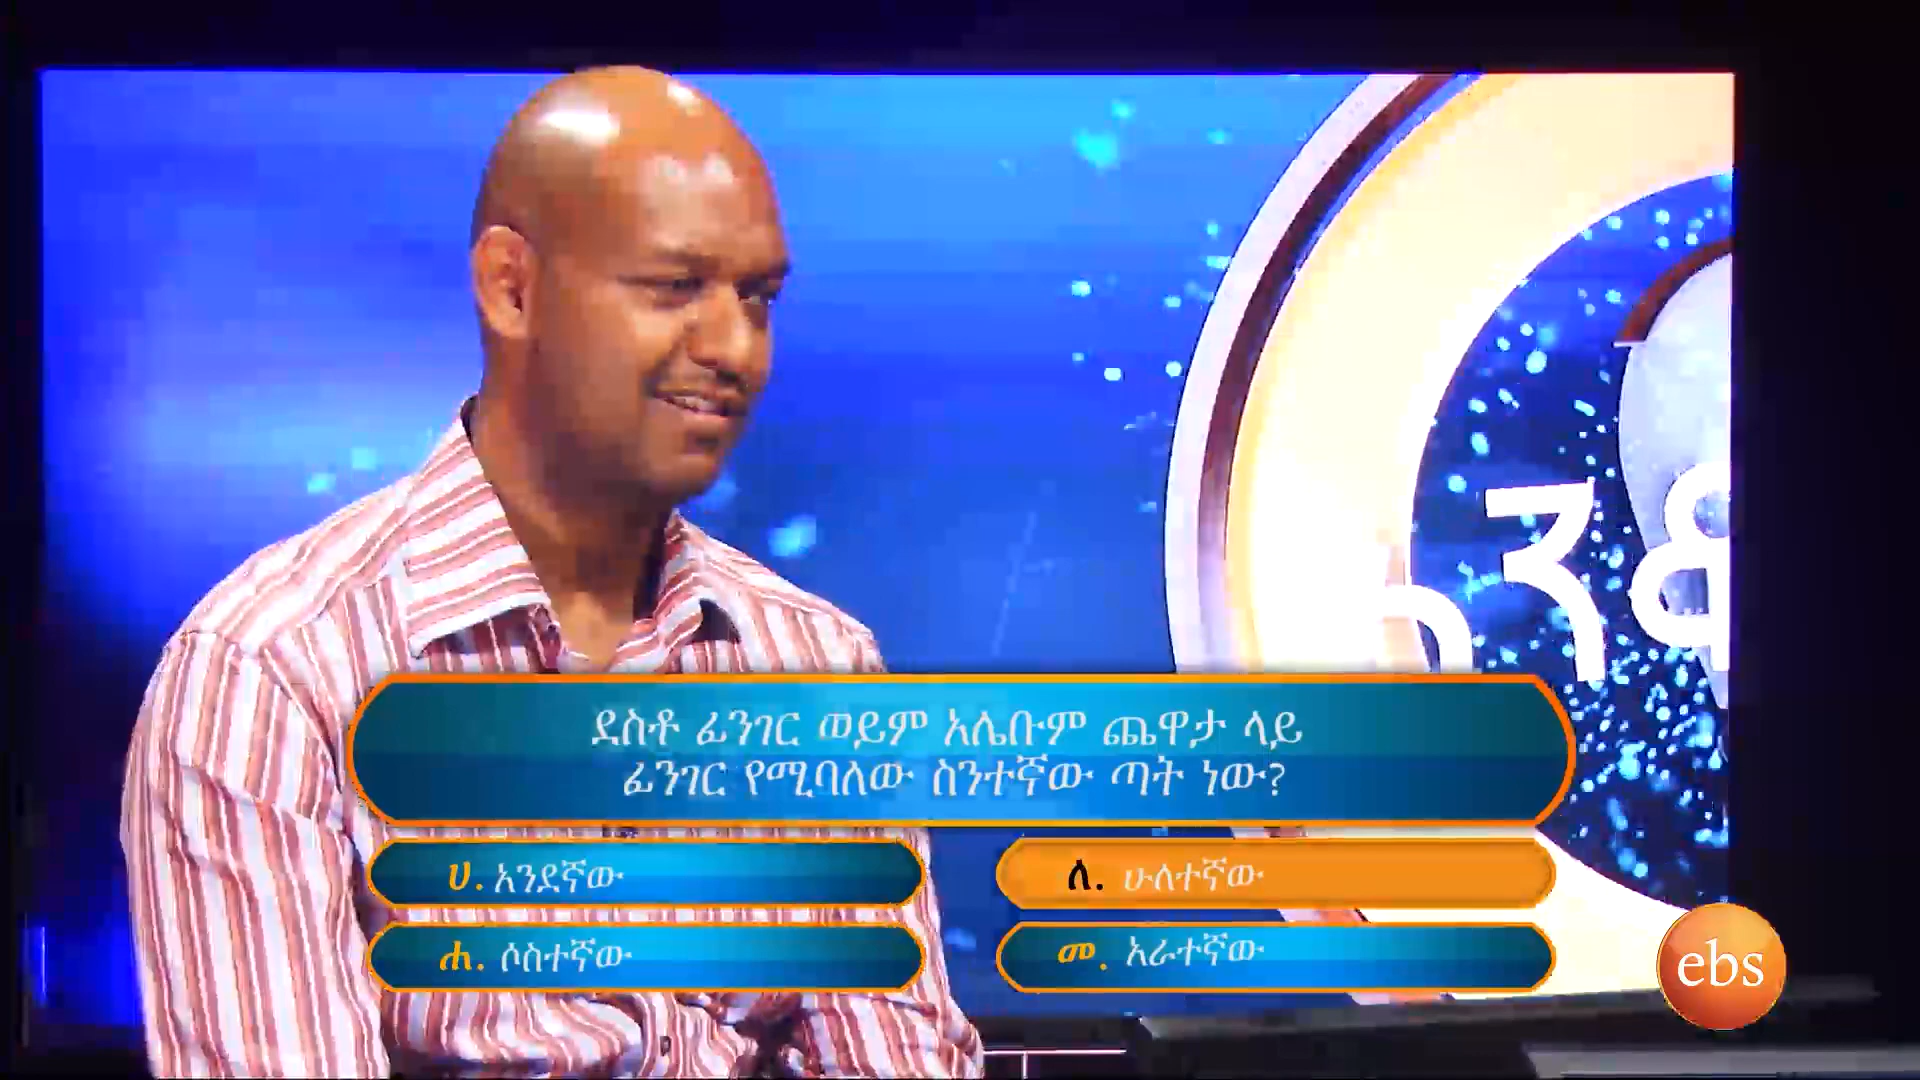 ደስቶ ፊንገር ወይም አሌቡም ጨዋታ ላይ
ፊንገር የሚባለው ስንተኛው ጣት ነው?
ሀ. አንደኛው
ለ. ሁለተኛው
ሐ. ሶስተኛው
መ. አራተኛው
ebs